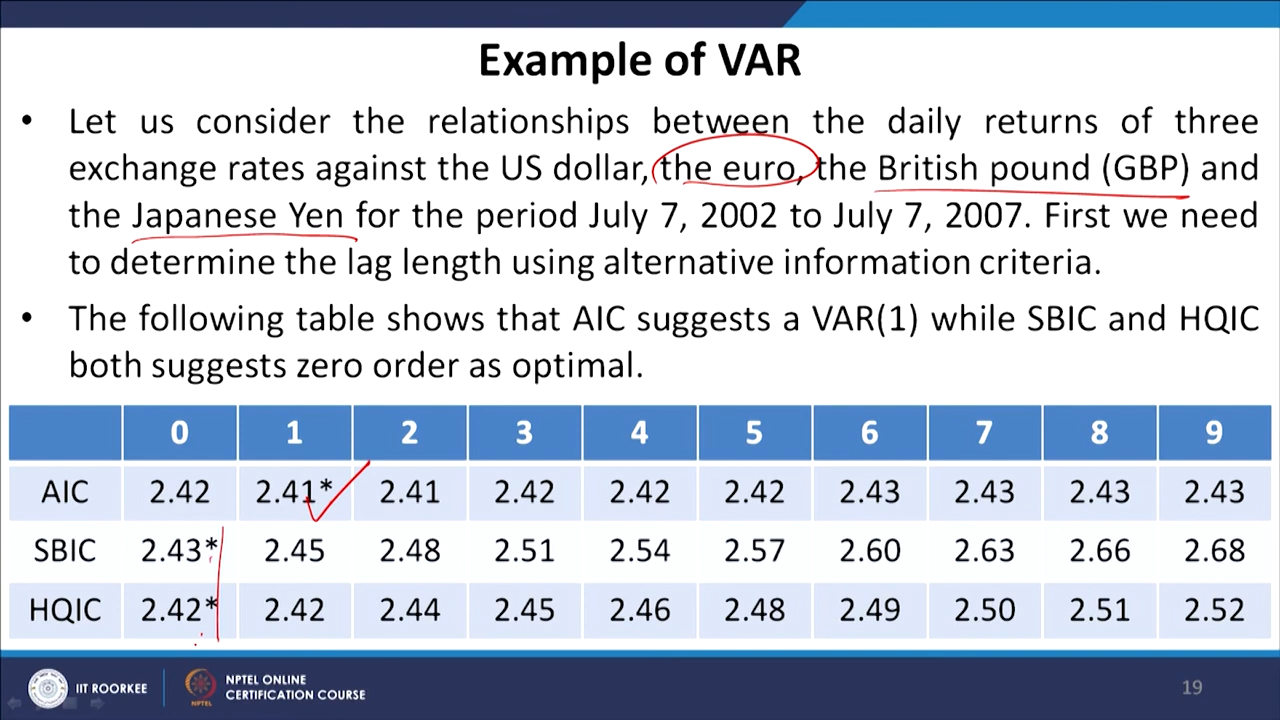 Example of VAR
• Let us consider the relationships between the daily returns of three
exchange rates against the US dollar, the euro, the British pound (GBP) and
the Japanese Yen for the period July 7, 2002 to July 7, 2007. First we need
to determine the lag length using alternative information criteria.
• The following table shows that AIC suggests a VAR(1) while SBIC and HQIC
both suggests zero order as optimal.
0 1 2 3 4 5 6 7 8 9
AIC 2.42 2.41* 2.41 2.42 2.42 2.42 2.43 2.43 2.43 2.43
SBIC 2.43* 2.45 2.48 2.51 2.54 2.57 2.60 2.63 2.66 2.68
HQIC 2.42* 2.42 2.44 2.45 2.46 2.48 2.49 2.50 2.51 2.52
IIT ROORKEE
NPTEL
NPTEL ONLINE
CERTIFICATION COURSE
19